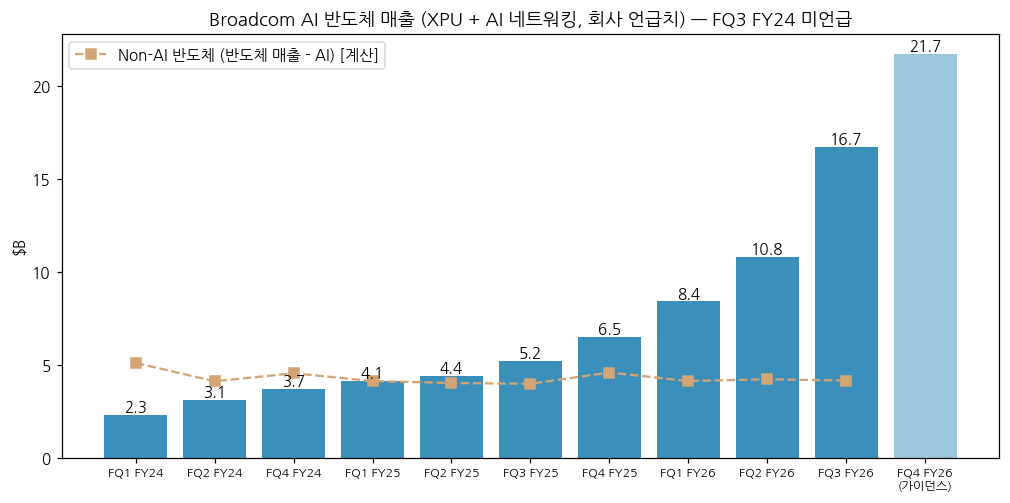 Broadcom AI 반도체 매출 (XPU + AI 네트워킹, 회사 언급치) — FQ3 FY24 미언급
Non-AI 반도체 (반도체 매출 - AI) [계산]
$B
20
15
10
5
0
2.3
3.1
3.7
4.1
4.4
5.2
6.5
8.4
10.8
16.7
21.7
FQ1 FY24
FQ2 FY24
FQ4 FY24
FQ1 FY25
FQ2 FY25
FQ3 FY25
FQ4 FY25
FQ1 FY26
FQ2 FY26
FQ3 FY26
FQ4 FY26
(가이던스)